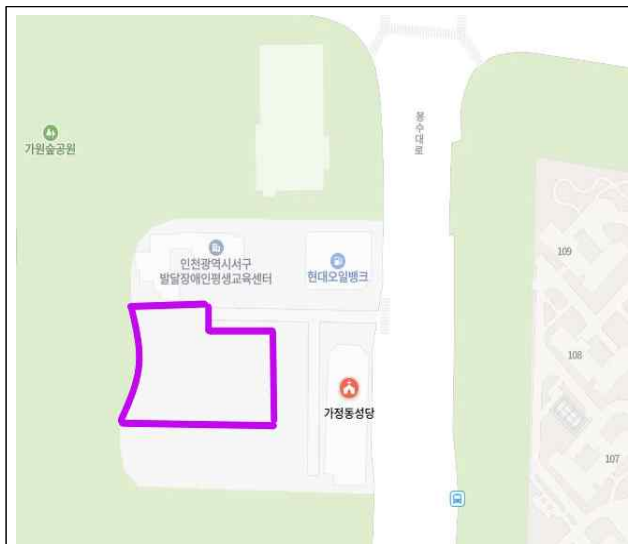 봉수대로
가원숲공원
인천광역시서구
발달장애인평생교육센터
현대오일뱅크
109
108
가정동성당
107